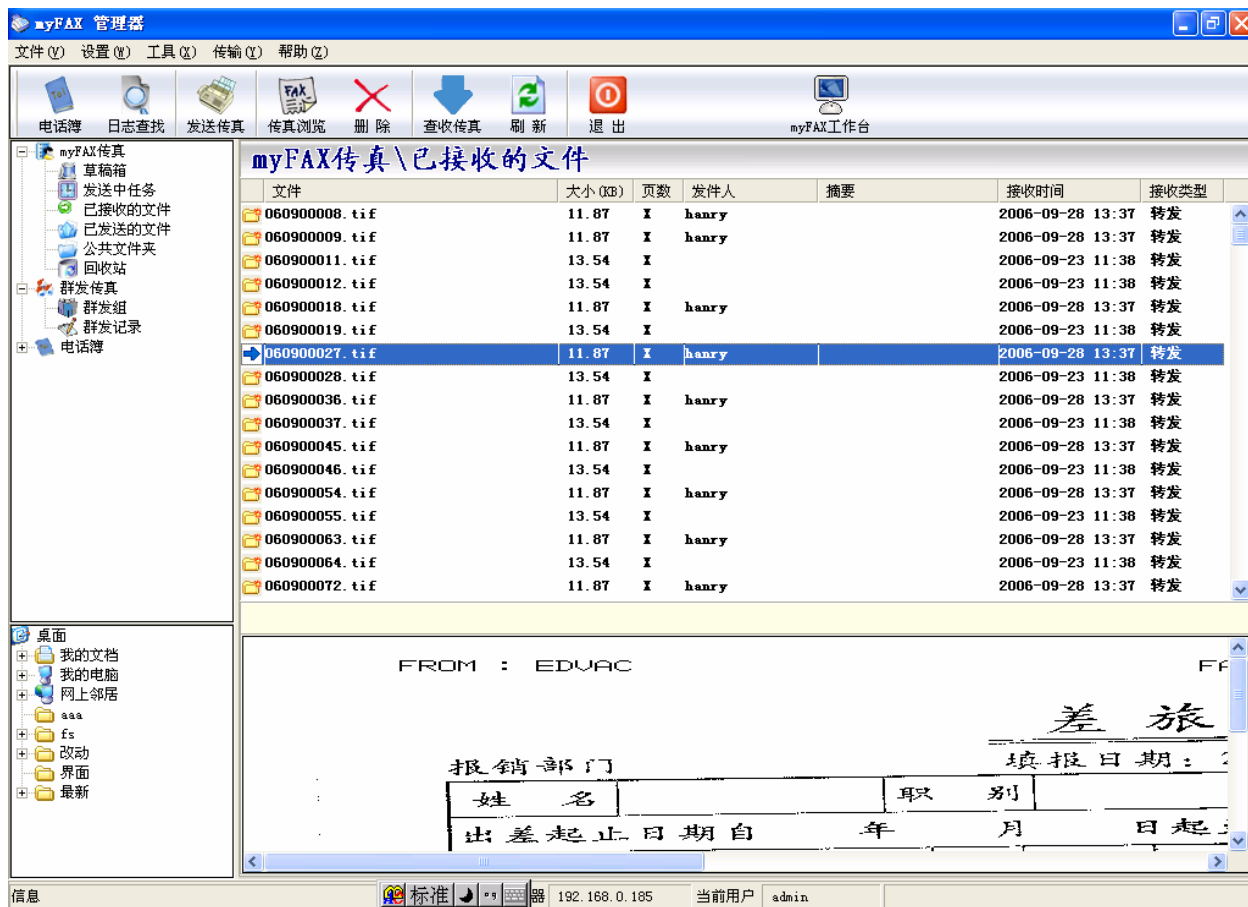 myFAX 管理器
文件(V) 设置(W) 工具(X) 传输(Y) 帮助(Z)
Tel FAX
电话簿 日志查找 发送传真 传真浏览 删 除 查收传真 刷 新 退 出 myFAX工作台
myFAX传真
草稿箱
发送中任务
已接收的文件
已发送的文件
公共文件夹
回收站
群发传真
群发组
群发记录
电话簿
myFAX传真\已接收的文件
文件 大小(KB) 页数 发件人 摘要 接收时间 接收类型
060900008.tif 11.87 X hanry 2006-09-28 13:37 转发
060900009.tif 11.87 X hanry 2006-09-28 13:37 转发
060900011.tif 13.54 X 2006-09-23 11:38 转发
060900012.tif 13.54 X 2006-09-23 11:38 转发
060900018.tif 11.87 X hanry 2006-09-28 13:37 转发
060900019.tif 13.54 X 2006-09-23 11:38 转发
060900027.tif 11.87 X hanry 2006-09-28 13:37 转发
060900028.tif 13.54 X 2006-09-23 11:38 转发
060900036.tif 11.87 X hanry 2006-09-28 13:37 转发
060900037.tif 13.54 X 2006-09-23 11:38 转发
060900045.tif 11.87 X hanry 2006-09-28 13:37 转发
060900046.tif 13.54 X 2006-09-23 11:38 转发
060900054.tif 11.87 X hanry 2006-09-28 13:37 转发
060900055.tif 13.54 X 2006-09-23 11:38 转发
060900063.tif 11.87 X hanry 2006-09-28 13:37 转发
060900064.tif 13.54 X 2006-09-23 11:38 转发
060900072.tif 11.87 X hanry 2006-09-28 13:37 转发
桌面
我的文档
我的电脑
网上邻居
aaa
fs
改动
界面
最新
FROM : EDVAC
差 旅
报销部门 填报日期:
姓 名 职 别
出差起止日期自 年 月 日起
信息 标准 器 192.168.0.185 当前用户 admin